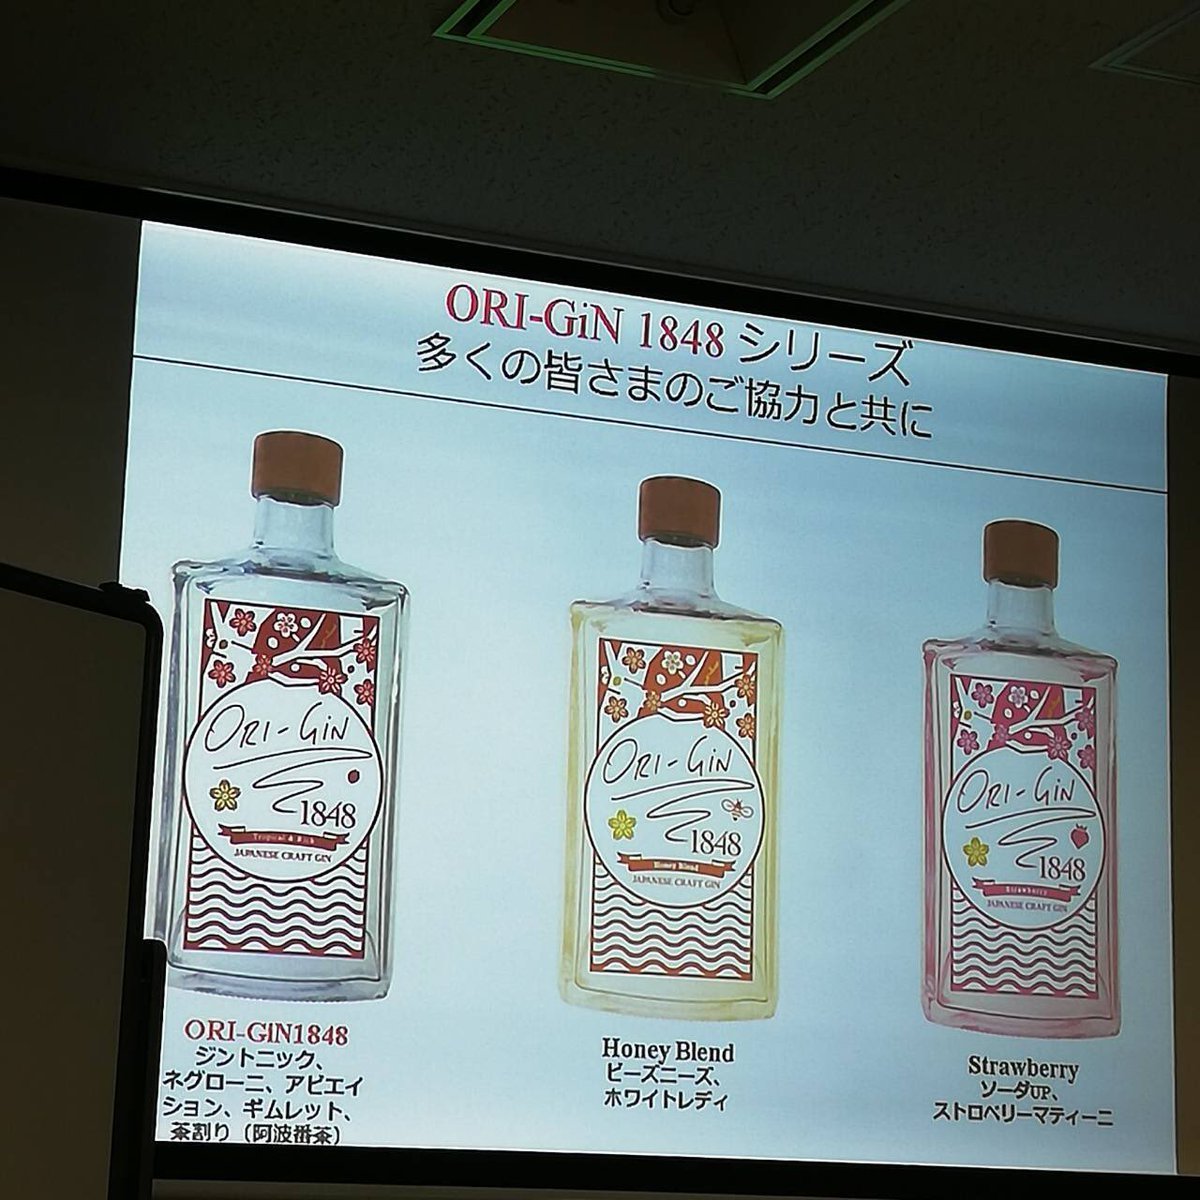 ORI-GiN 1848 シリーズ
多くの皆さまのご協力と共に
ORI-GiN
1848
JAPANESE CRAFT GIN
ORI-GiN
1848
Honey Blend
JAPANESE CRAFT GIN
ORI-GiN
1848
Strawberry
JAPANESE CRAFT GIN
ORI-GiN1848
ジントニック、
ネグローニ、アビエイ
ション、ギムレット、
茶割り（阿波番茶）
Honey Blend
ビーズニーズ、
ホワイトレディ
Strawberry
ソーダUP、
ストロベリーマティーニ